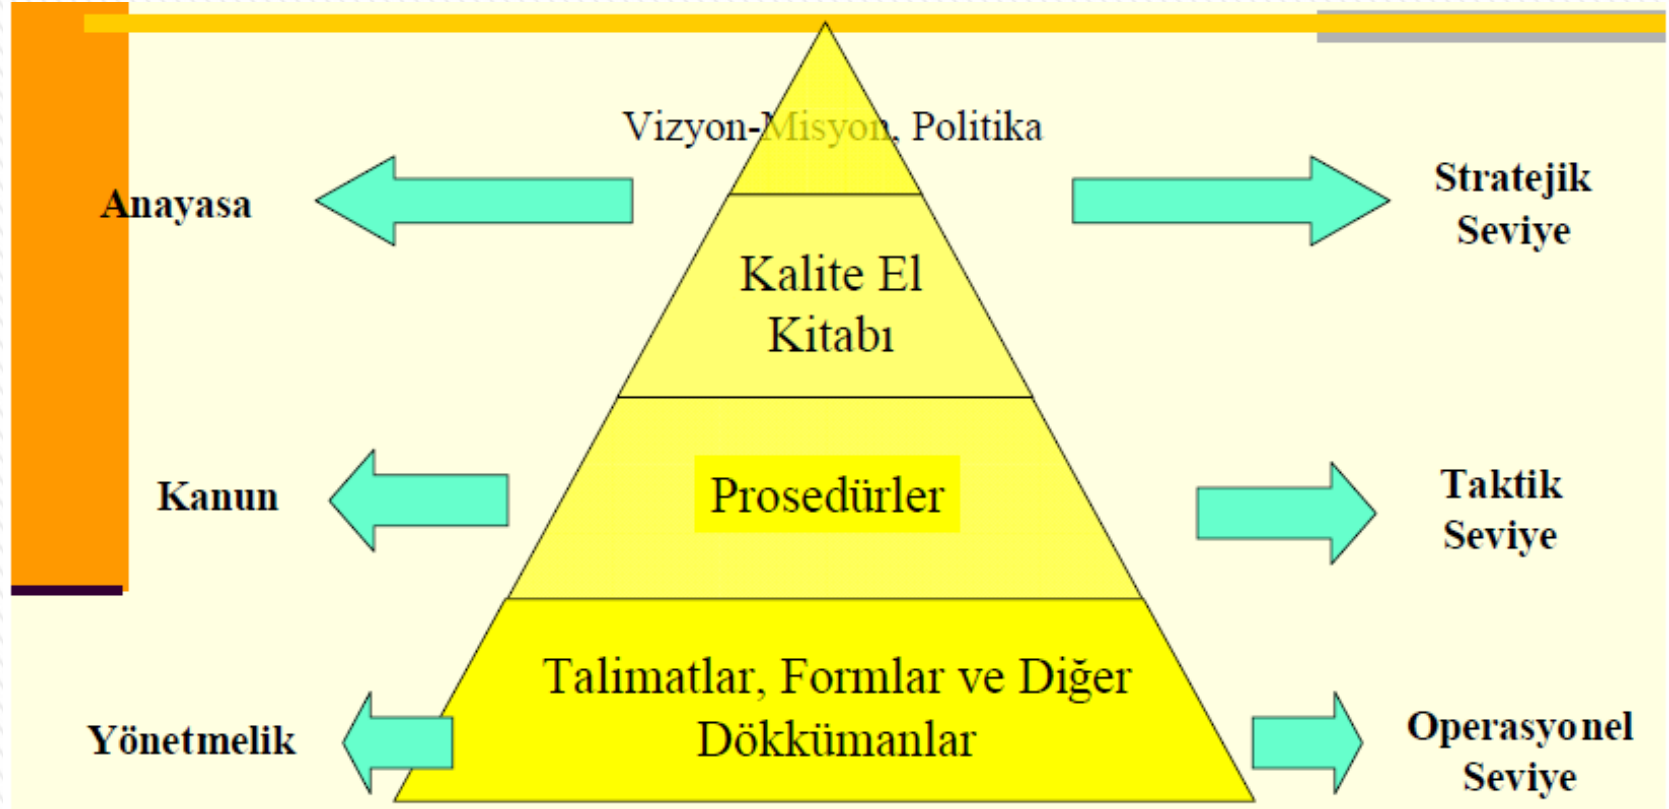 Vizyon-Misyon, Politika
Anayasa
Stratejik
Seviye
Kalite El
Kitabı
Kanun
Prosedürler
Taktik
Seviye
Talimatlar, Formlar ve Diğer
Dökkümanlar
Yönetmelik
Operasyonel
Seviye